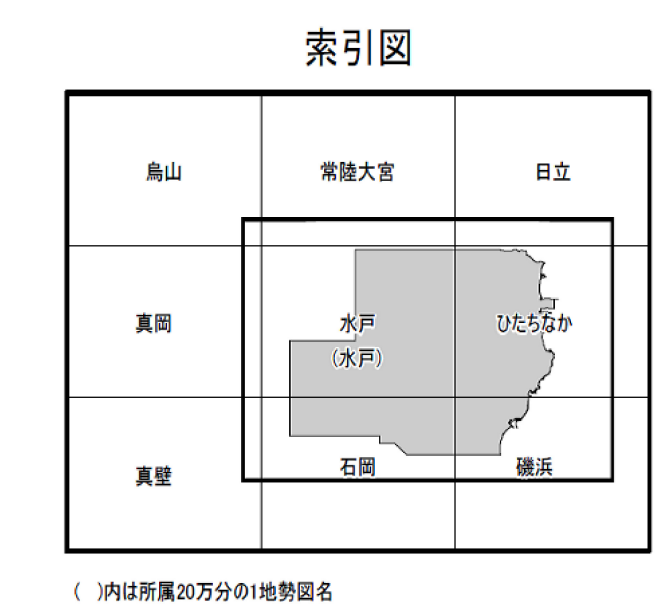 索引図
烏山 常陸大宮 日立
真岡 水戸 ひたちなか
(水戸)
真壁 石岡 磯浜
( )内は所属20万分の1地勢図名